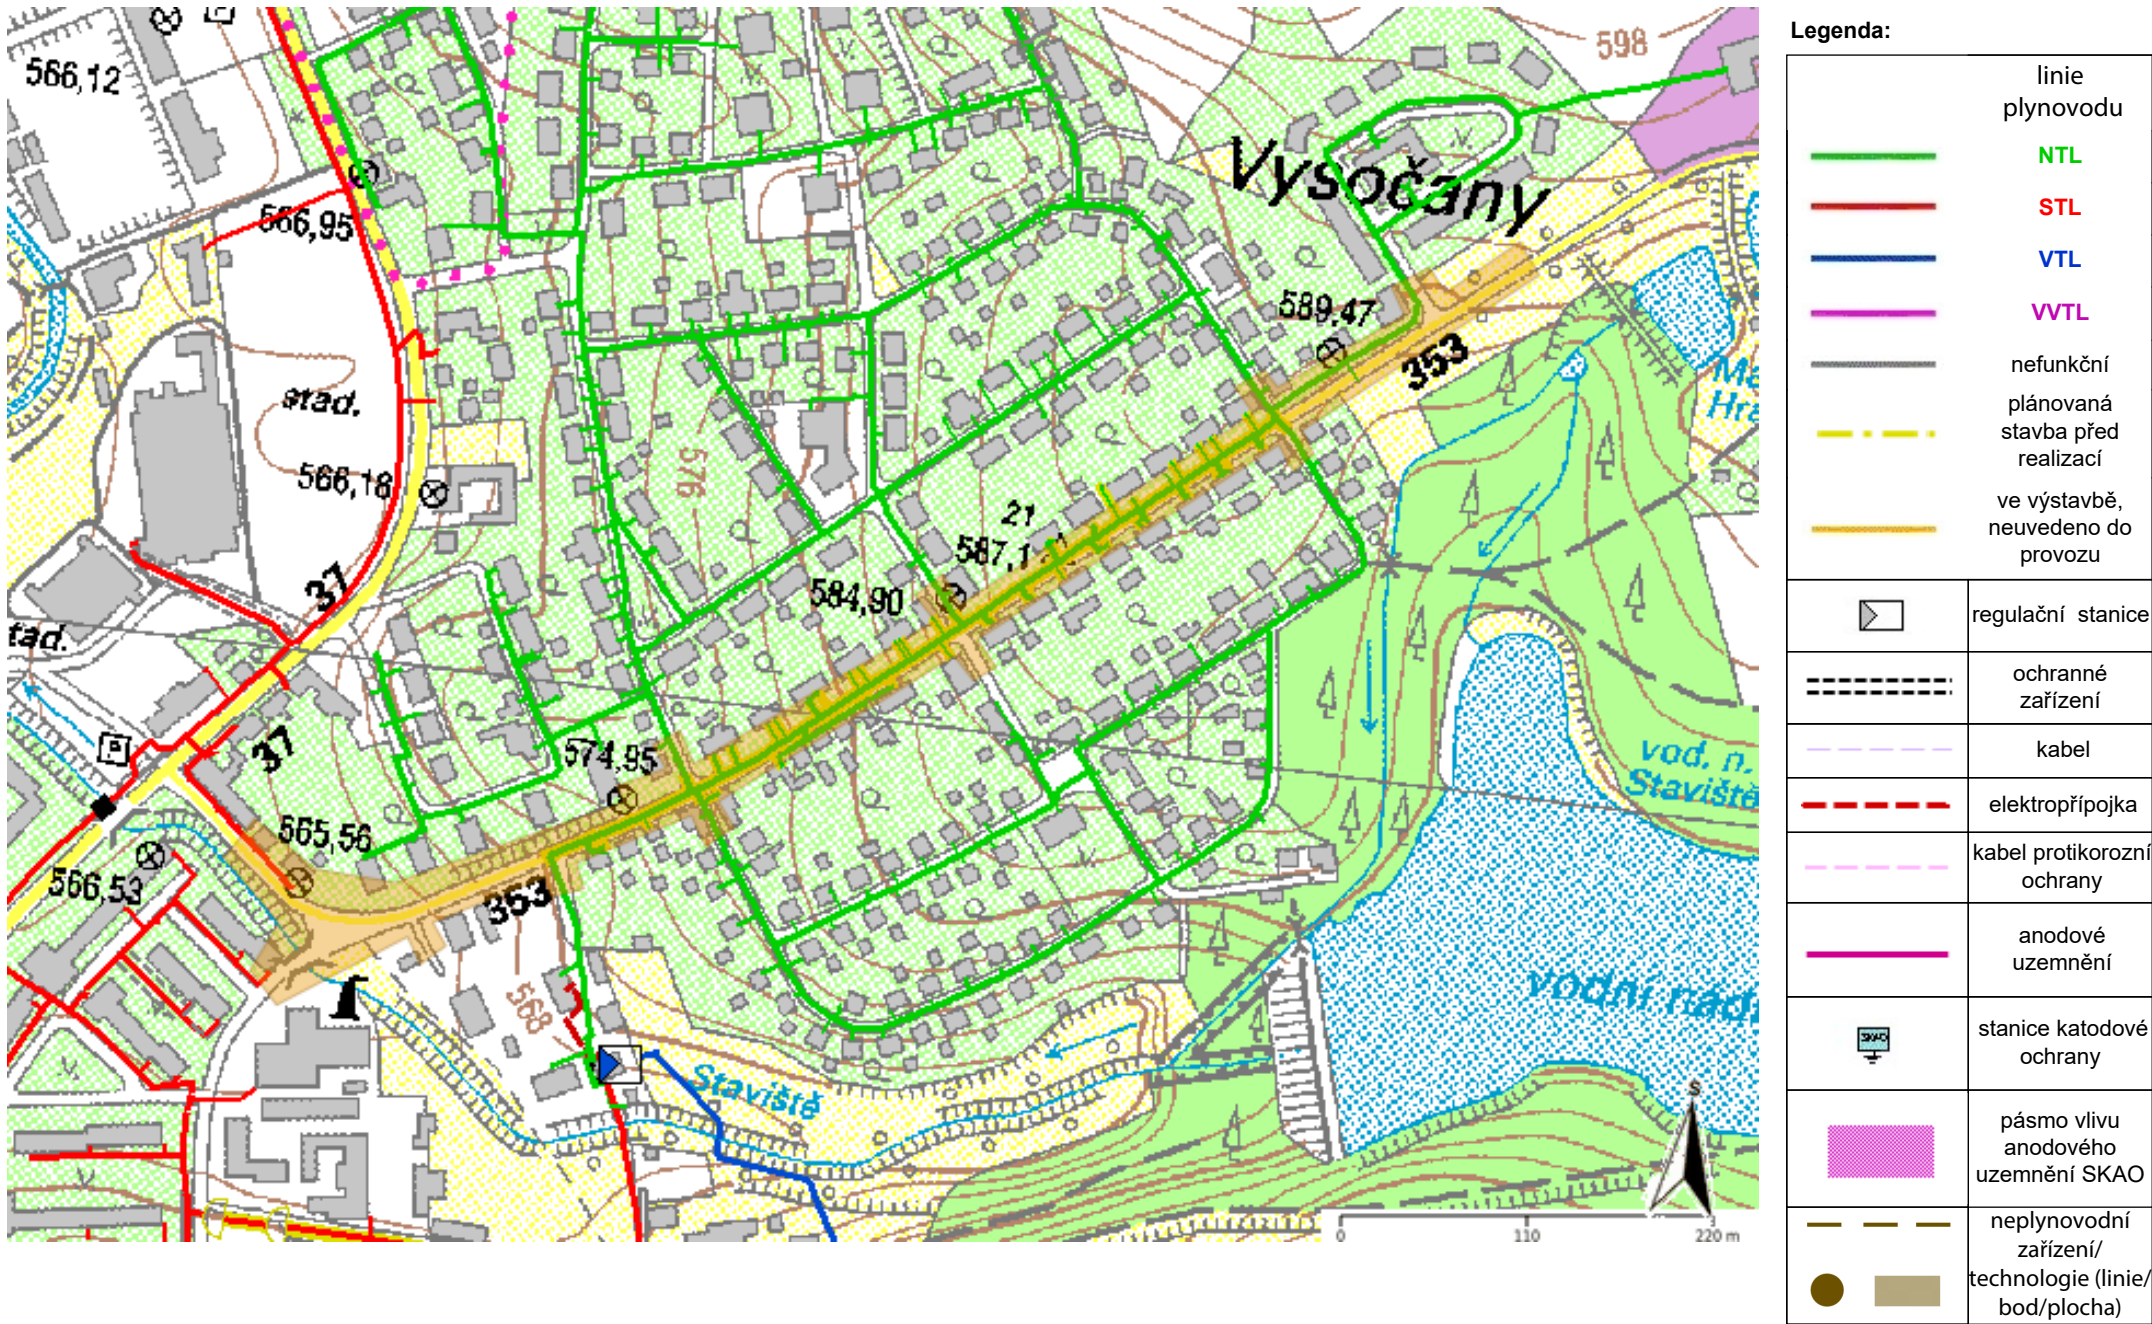 566,12
566,95
stad.
566,18
37
tad.
37
565,56
566,53
574,95
353
568
576
584,90
21
587,1
589,47
353
598
Vysočany
vod. n.
Staviště
vodní nád
Staviště
S
0
110
220 m
Legenda:
linie
plynovodu
NTL
STL
VTL
VVTL
nefunkční
plánovaná
stavba před
realizací
ve výstavbě,
neuvedeno do
provozu
regulační stanice
ochranné
zařízení
kabel
elektropřípojka
kabel protikorozní
ochrany
anodové
uzemnění
SKAO
stanice katodové
ochrany
pásmo vlivu
anodového
uzemnění SKAO
neplynovodní
zařízení/
technologie (linie/
bod/plocha)